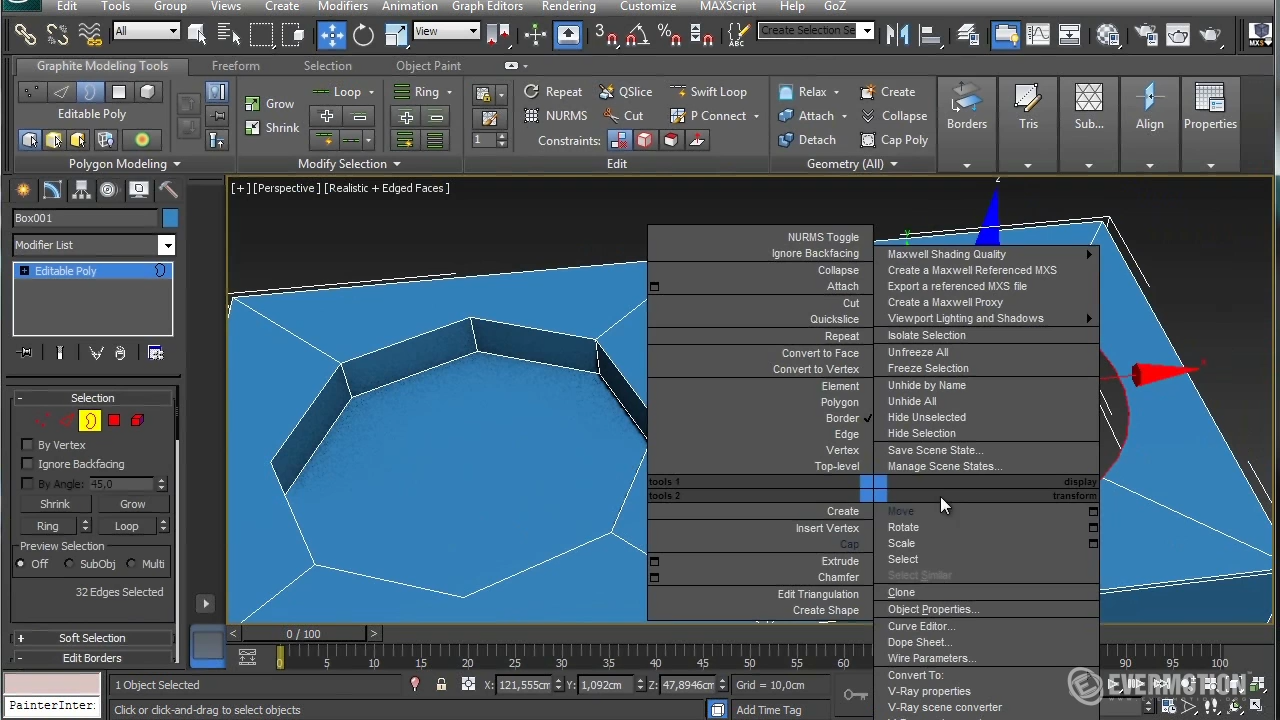 Edit Tools Group Views Create Modifiers Animation Graph Editors Rendering Customize MAXScript Help GoZ
All View Create Selection Se
Graphite Modeling Tools Freeform Selection Object Paint
Editable Poly
Polygon Modeling
Grow
Shrink
Loop Ring
Modify Selection
1
Repeat QSlice Swift Loop
NURMS Cut P Connect
Constraints:
Edit
Relax Create
Attach Collapse
Detach Cap Poly
Geometry (All)
Borders Tris Sub... Align Properties
Box001
Modifier List
Editable Poly
Selection
By Vertex
Ignore Backfacing
By Angle: 45,0
Shrink Grow
Ring Loop
Preview Selection
Off SubObj Multi
32 Edges Selected
Soft Selection
Edit Borders
[ + ] [Perspective ] [Realistic + Edged Faces ]
z
x
NURMS Toggle
Ignore Backfacing
Collapse
Attach
Cut
Quickslice
Repeat
Convert to Face
Convert to Vertex
Element
Polygon
Border
Edge
Vertex
Top-level
tools 1
tools 2
Create
Insert Vertex
Cap
Extrude
Chamfer
Edit Triangulation
Create Shape
Maxwell Shading Quality
Create a Maxwell Referenced MXS
Export a referenced MXS file
Create a Maxwell Proxy
Viewport Lighting and Shadows
Isolate Selection
Unfreeze All
Freeze Selection
Unhide by Name
Unhide All
Hide Unselected
Hide Selection
Save Scene State...
Manage Scene States...
display
transform
Move
Rotate
Scale
Select
Select Similar
Clone
Object Properties...
Curve Editor...
Dope Sheet...
Wire Parameters...
Convert To:
V-Ray properties
V-Ray scene converter
< 0 / 100 >
0 5 10 15 20 25 30 35 40 45 50 55 60 90 95 100
1 Object Selected X: 121,555cm Y: 1,092cm Z: 47,8946cm Grid = 10,0cm
PainterInter: Click or click-and-drag to select objects Add Time Tag
EVERMOTION